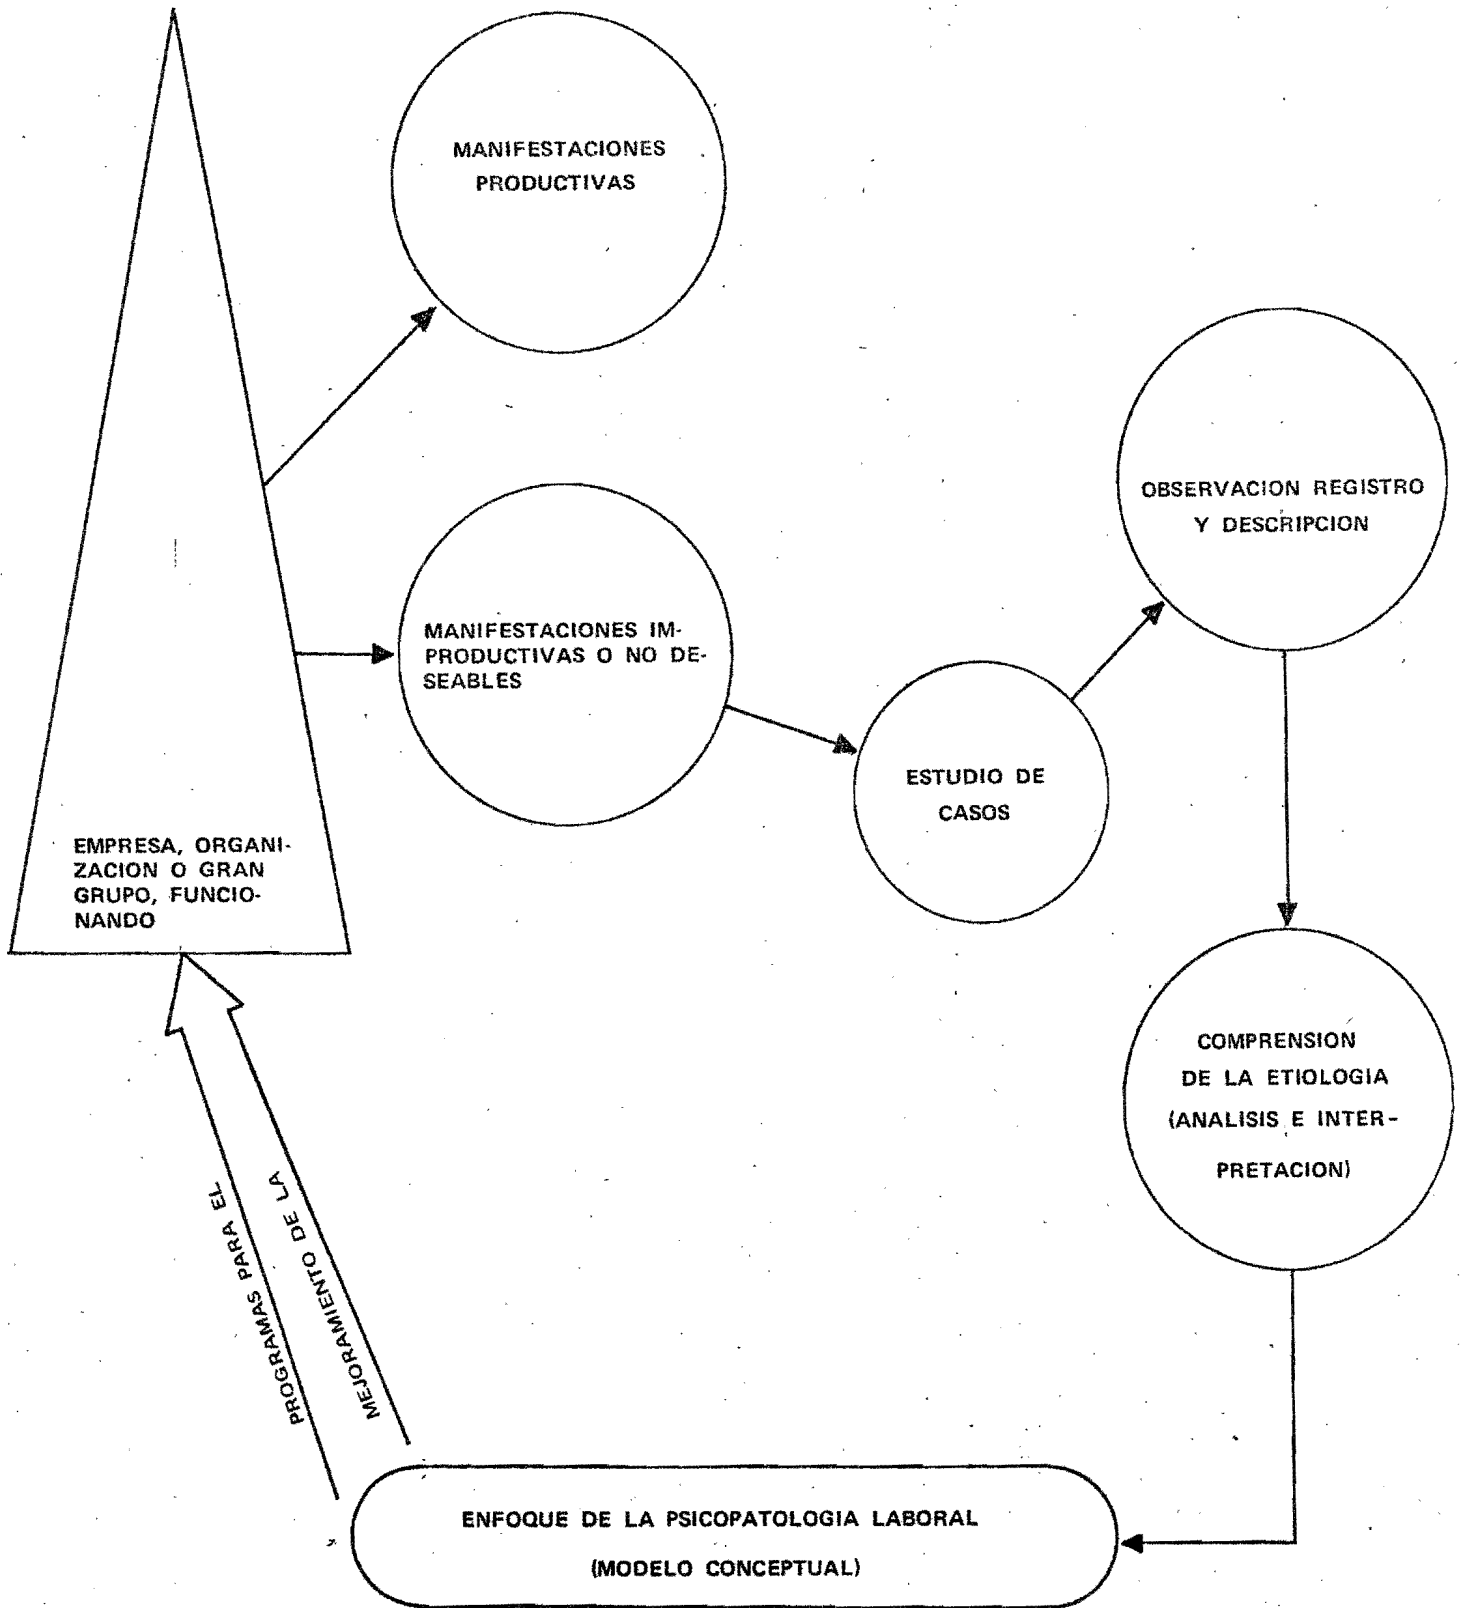 MANIFESTACIONES
PRODUCTIVAS
OBSERVACION REGISTRO
Y DESCRIPCION
MANIFESTACIONES IM-
PRODUCTIVAS O NO DE-
SEABLES
ESTUDIO DE
CASOS
EMPRESA, ORGANI-
ZACION O GRAN
GRUPO, FUNCIO-
NANDO
COMPRENSION
DE LA ETIOLOGIA
(ANALISIS E INTER-
PRETACION)
PROGRAMAS PARA EL
MEJORAMIENTO DE LA
ENFOQUE DE LA PSICOPATOLOGIA LABORAL
(MODELO CONCEPTUAL)